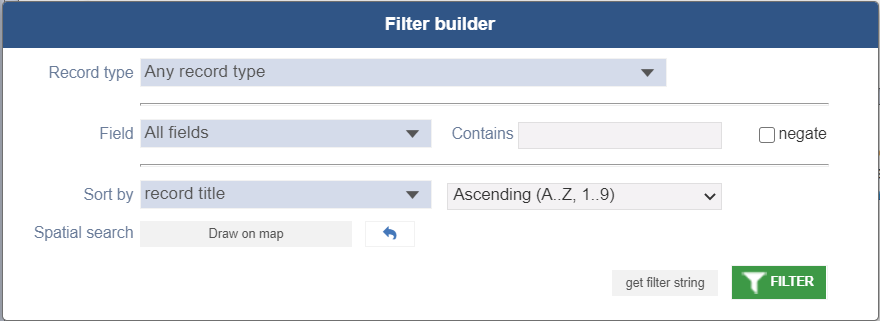 Filter builder
Record type Any record type
Field All fields Contains negate
Sort by record title Ascending (A..Z, 1..9)
Spatial search Draw on map
get filter string FILTER